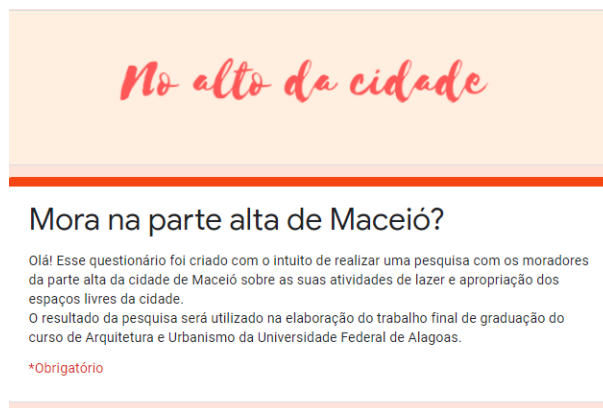 No alto da cidade
Mora na parte alta de Maceió?
Olá! Esse questionário foi criado com o intuito de realizar uma pesquisa com os moradores
da parte alta da cidade de Maceió sobre as suas atividades de lazer e apropriação dos
espaços livres da cidade.
O resultado da pesquisa será utilizado na elaboração do trabalho final de graduação do
curso de Arquitetura e Urbanismo da Universidade Federal de Alagoas.
*Obrigatório